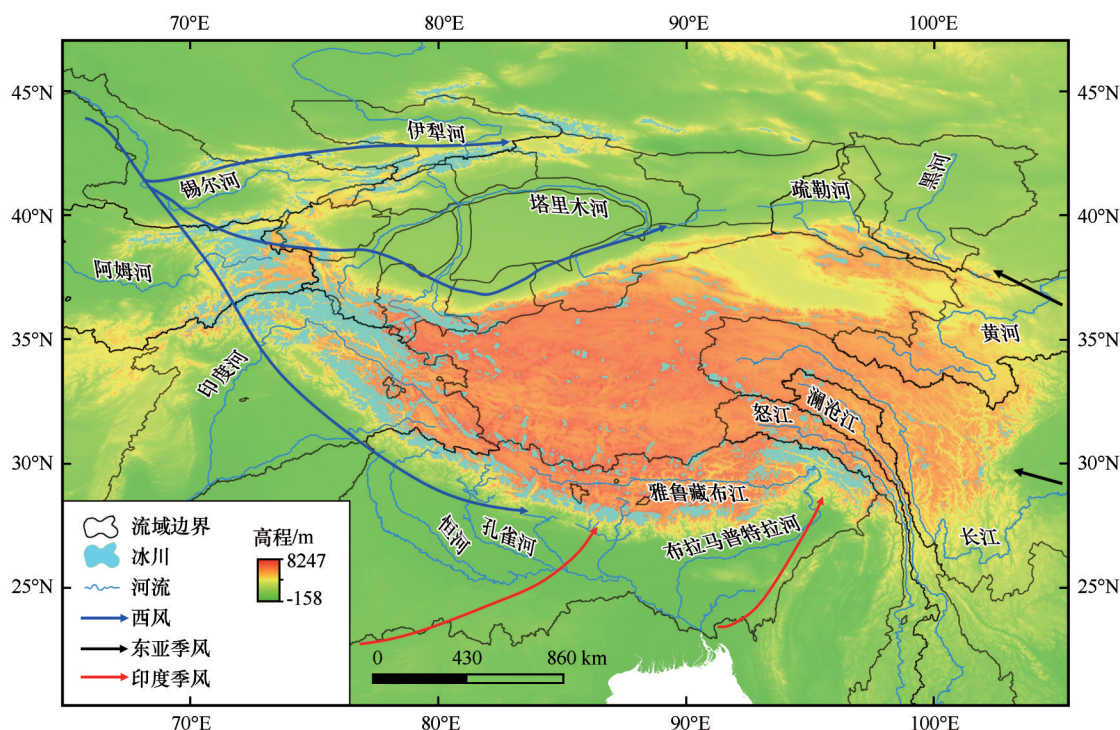 70°E
80°E
90°E
100°E
45°N
45°N
伊犁河
锡尔河
黑河
疏勒河
塔里木河
40°N
40°N
阿姆河
黄河
35°N
35°N
印度河
澜沧江
怒江
30°N
30°N
雅鲁藏布江
布拉马普特拉河
孔雀河
恒河
长江
25°N
25°N
流域边界
冰川
河流
西风
东亚季风
印度季风
高程/m
8247
-158
0 430 860 km
70°E
80°E
90°E
100°E